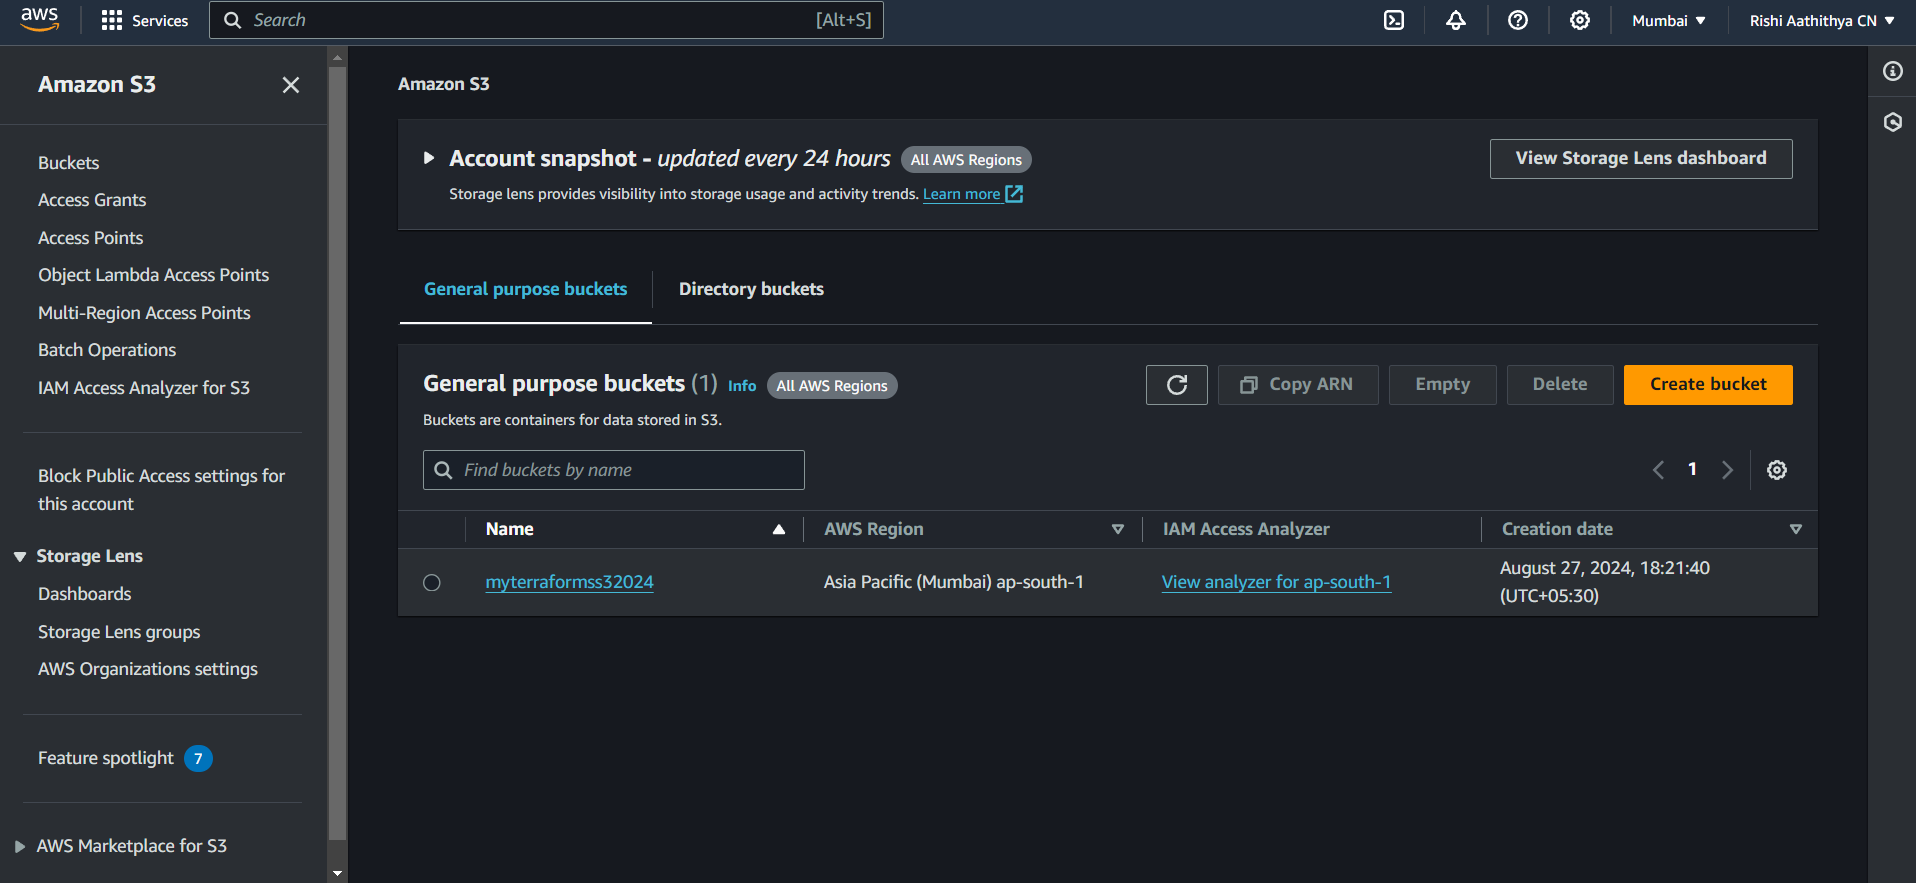 aws
Services
Search
[Alt+S]
Mumbai
Rishi Aathithya CN
Amazon S3
Buckets
Access Grants
Access Points
Object Lambda Access Points
Multi-Region Access Points
Batch Operations
IAM Access Analyzer for S3
Block Public Access settings for
this account
Storage Lens
Dashboards
Storage Lens groups
AWS Organizations settings
Feature spotlight 7
AWS Marketplace for S3
Amazon S3
Account snapshot - updated every 24 hours All AWS Regions
Storage lens provides visibility into storage usage and activity trends. Learn more
View Storage Lens dashboard
General purpose buckets
Directory buckets
General purpose buckets (1) Info All AWS Regions
Buckets are containers for data stored in S3.
Copy ARN
Empty
Delete
Create bucket
Find buckets by name
1
Name
AWS Region
IAM Access Analyzer
Creation date
myterraformss32024
Asia Pacific (Mumbai) ap-south-1
View analyzer for ap-south-1
August 27, 2024, 18:21:40
(UTC+05:30)